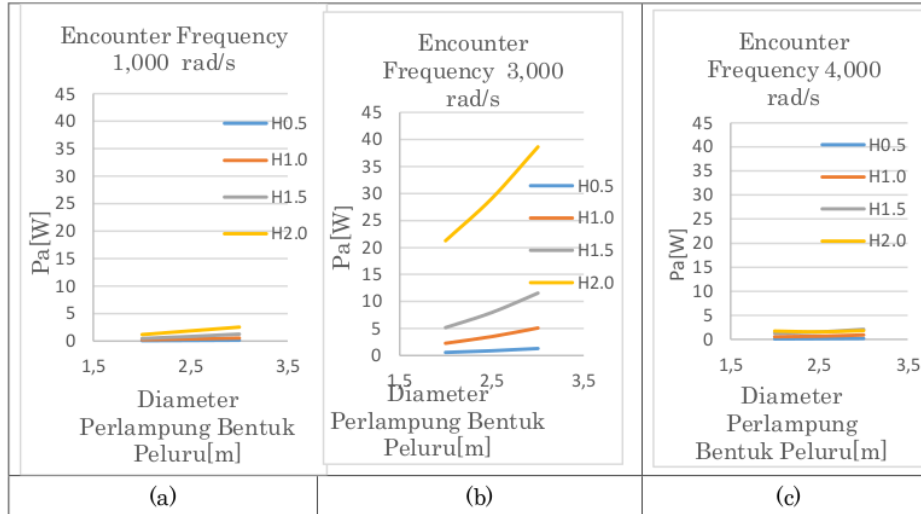 Encounter Frequency
1,000 rad/s
45
40
35
30
25
20
15
10
5
0
1,5
2,5
3,5
Pa[W]
H0.5
H1.0
H1.5
H2.0
Diameter
Perlampung Bentuk
Peluru[m]
(a)
Encounter
Frequency 3,000
rad/s
45
40
35
30
25
20
15
10
5
0
1,5
2,5
3,5
Pa[W]
H0.5
H1.0
H1.5
H2.0
Diameter
Perlampung Bentuk
Peluru[m]
(b)
Encounter
Frequency 4,000
rad/s
45
40
35
30
25
20
15
10
5
0
1,5
2,5
3,5
Pa[W]
H0.5
H1.0
H1.5
H2.0
Diameter
Perlampung
Bentuk Peluru[m]
(c)